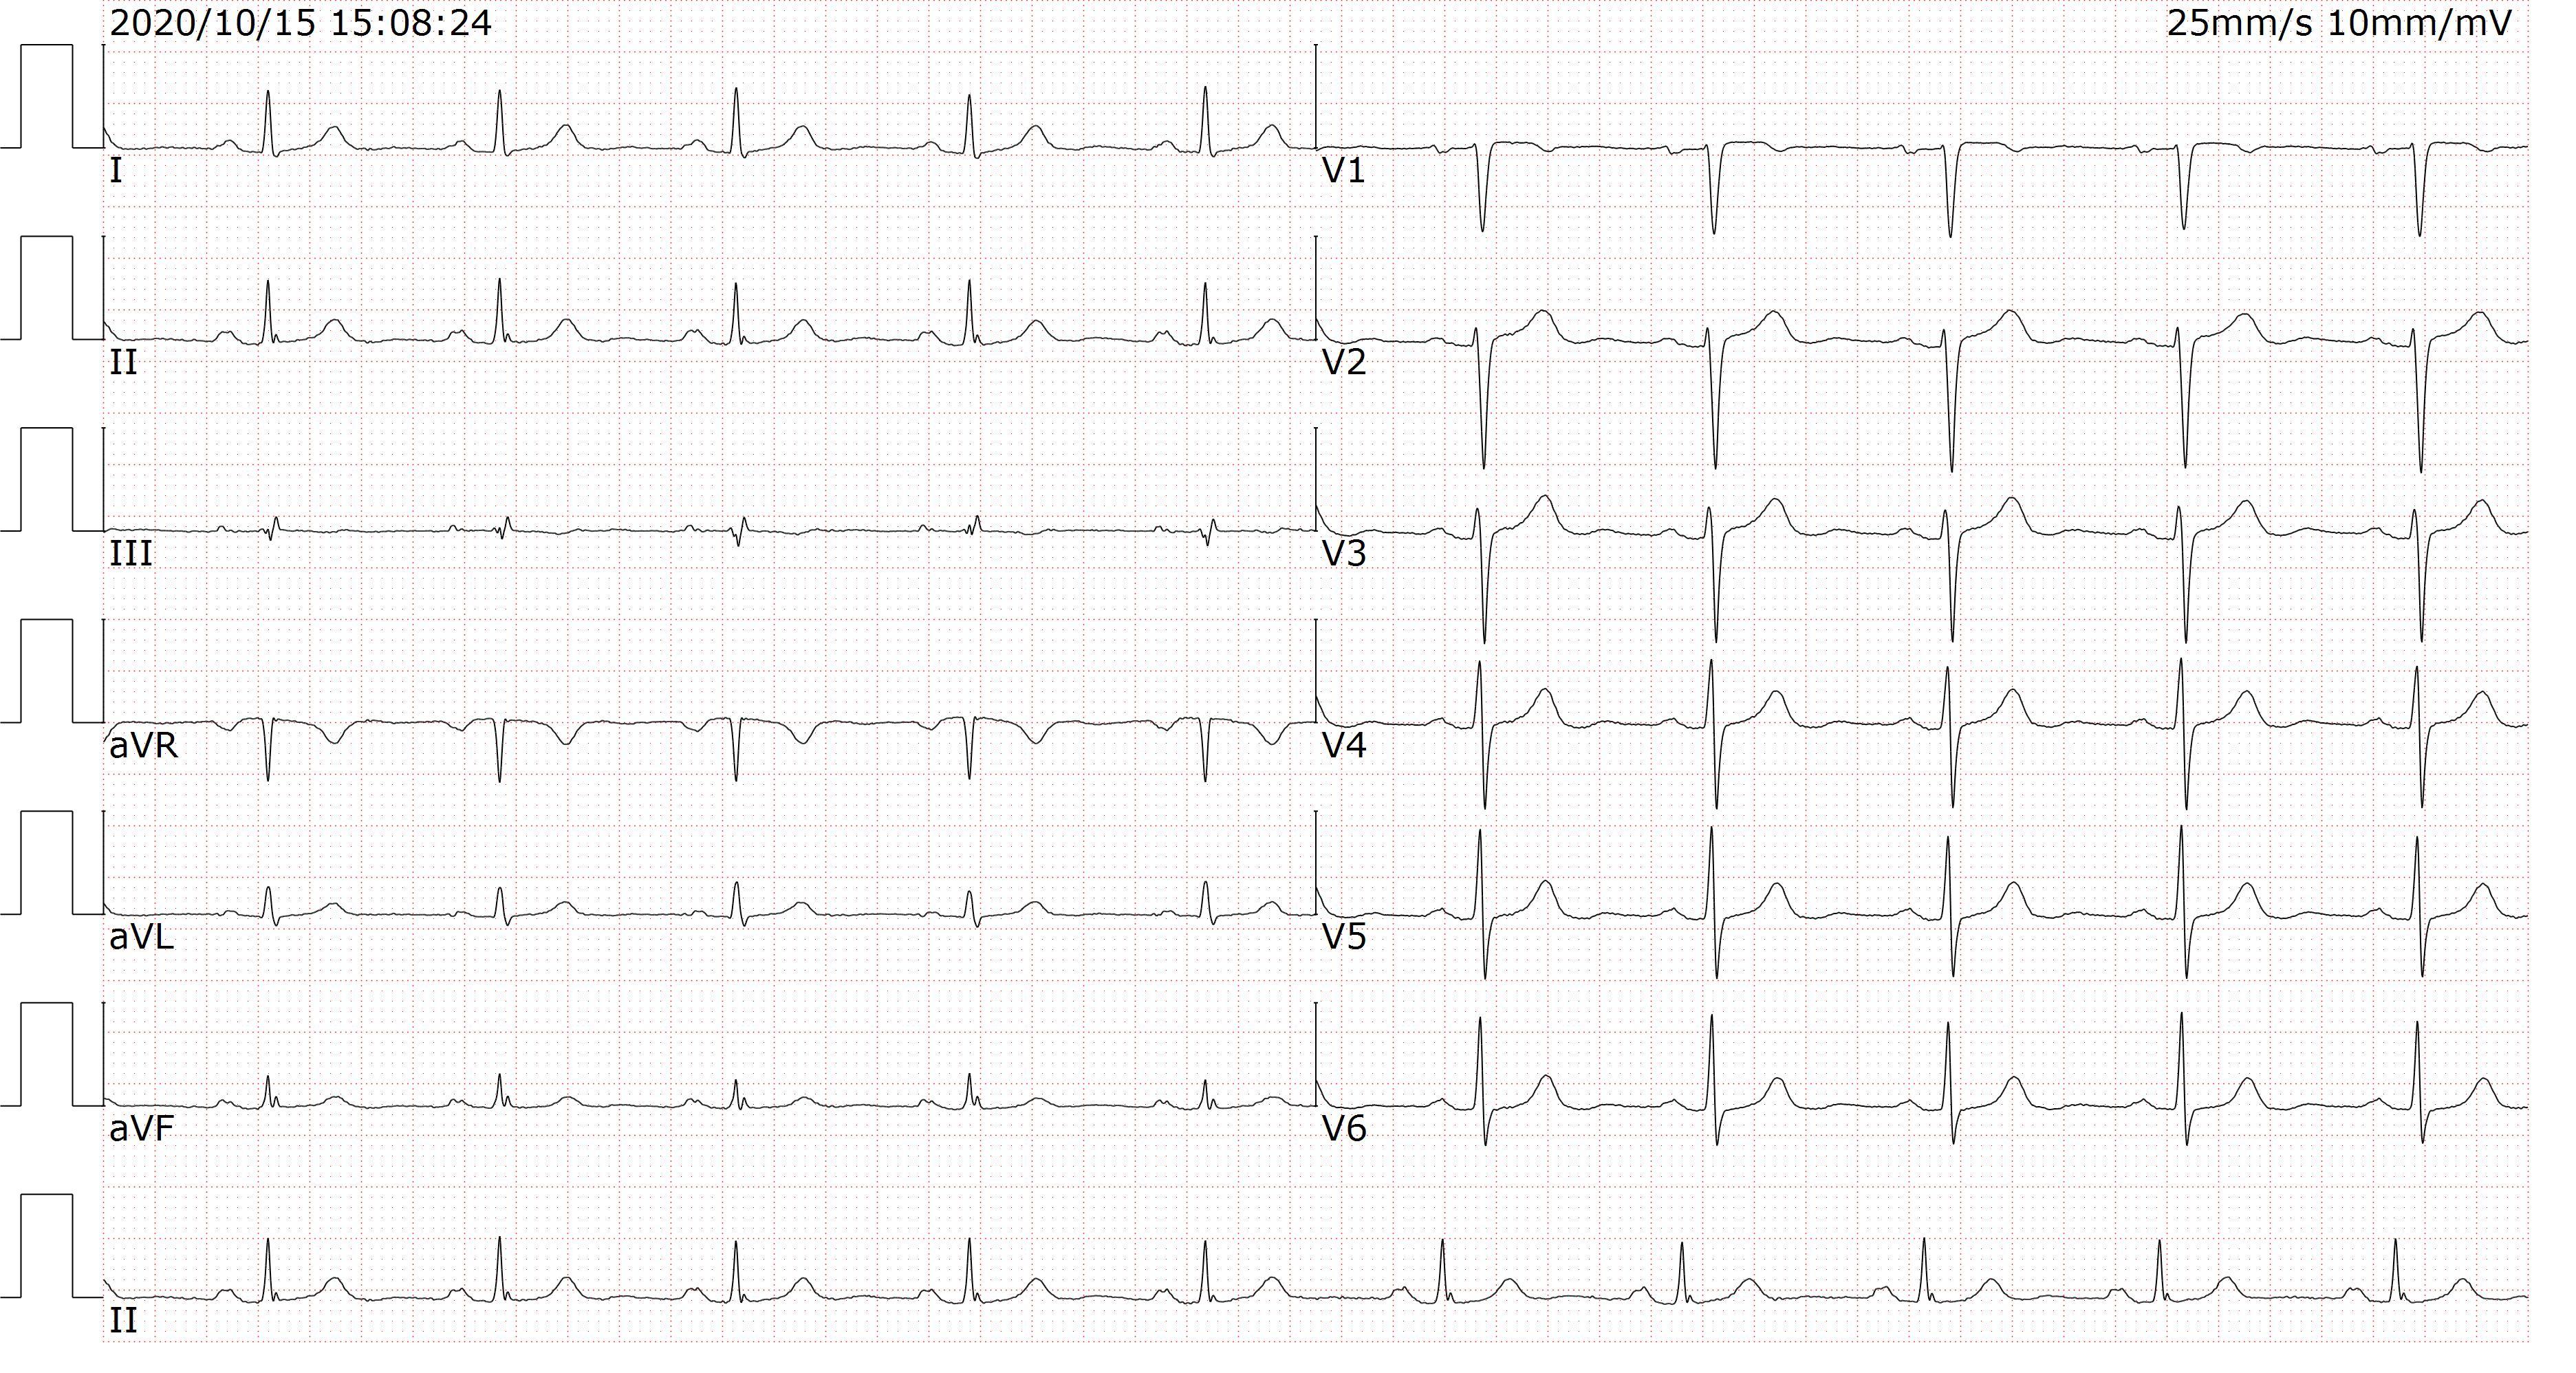 2020/10/15 15:08:24
25mm/s 10mm/mV
I
V1
II
V2
III
V3
aVR
V4
aVL
V5
aVF
V6
II